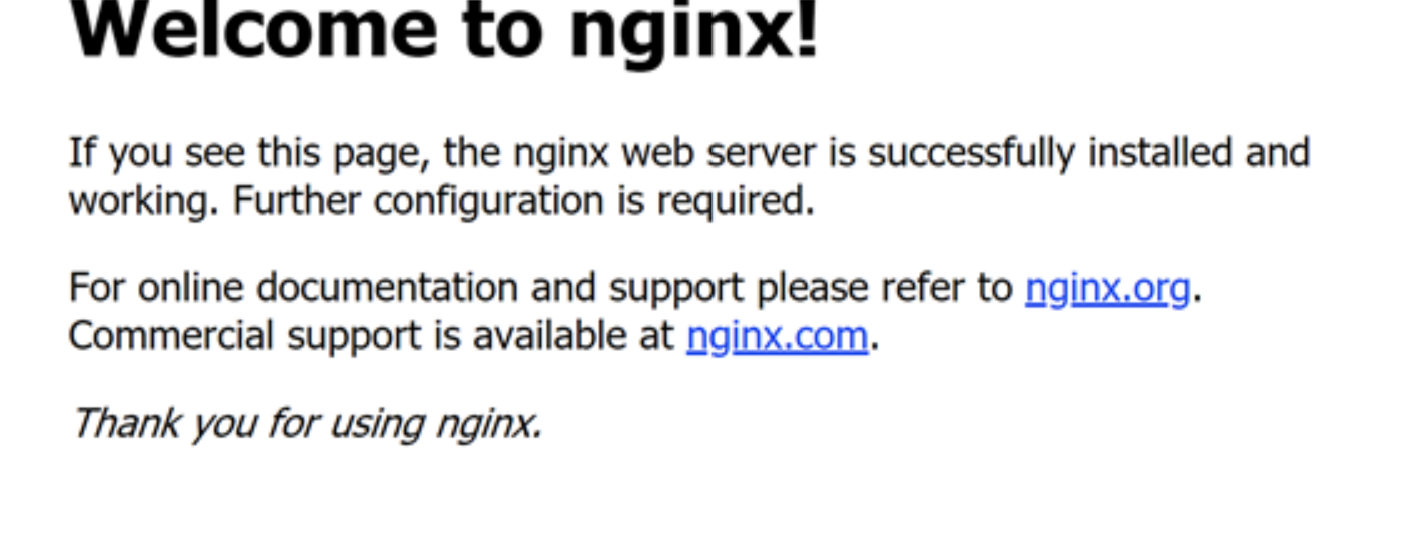 Welcome to nginx!
If you see this page, the nginx web server is successfully installed and
working. Further configuration is required.
For online documentation and support please refer to nginx.org.
Commercial support is available at nginx.com.
Thank you for using nginx.